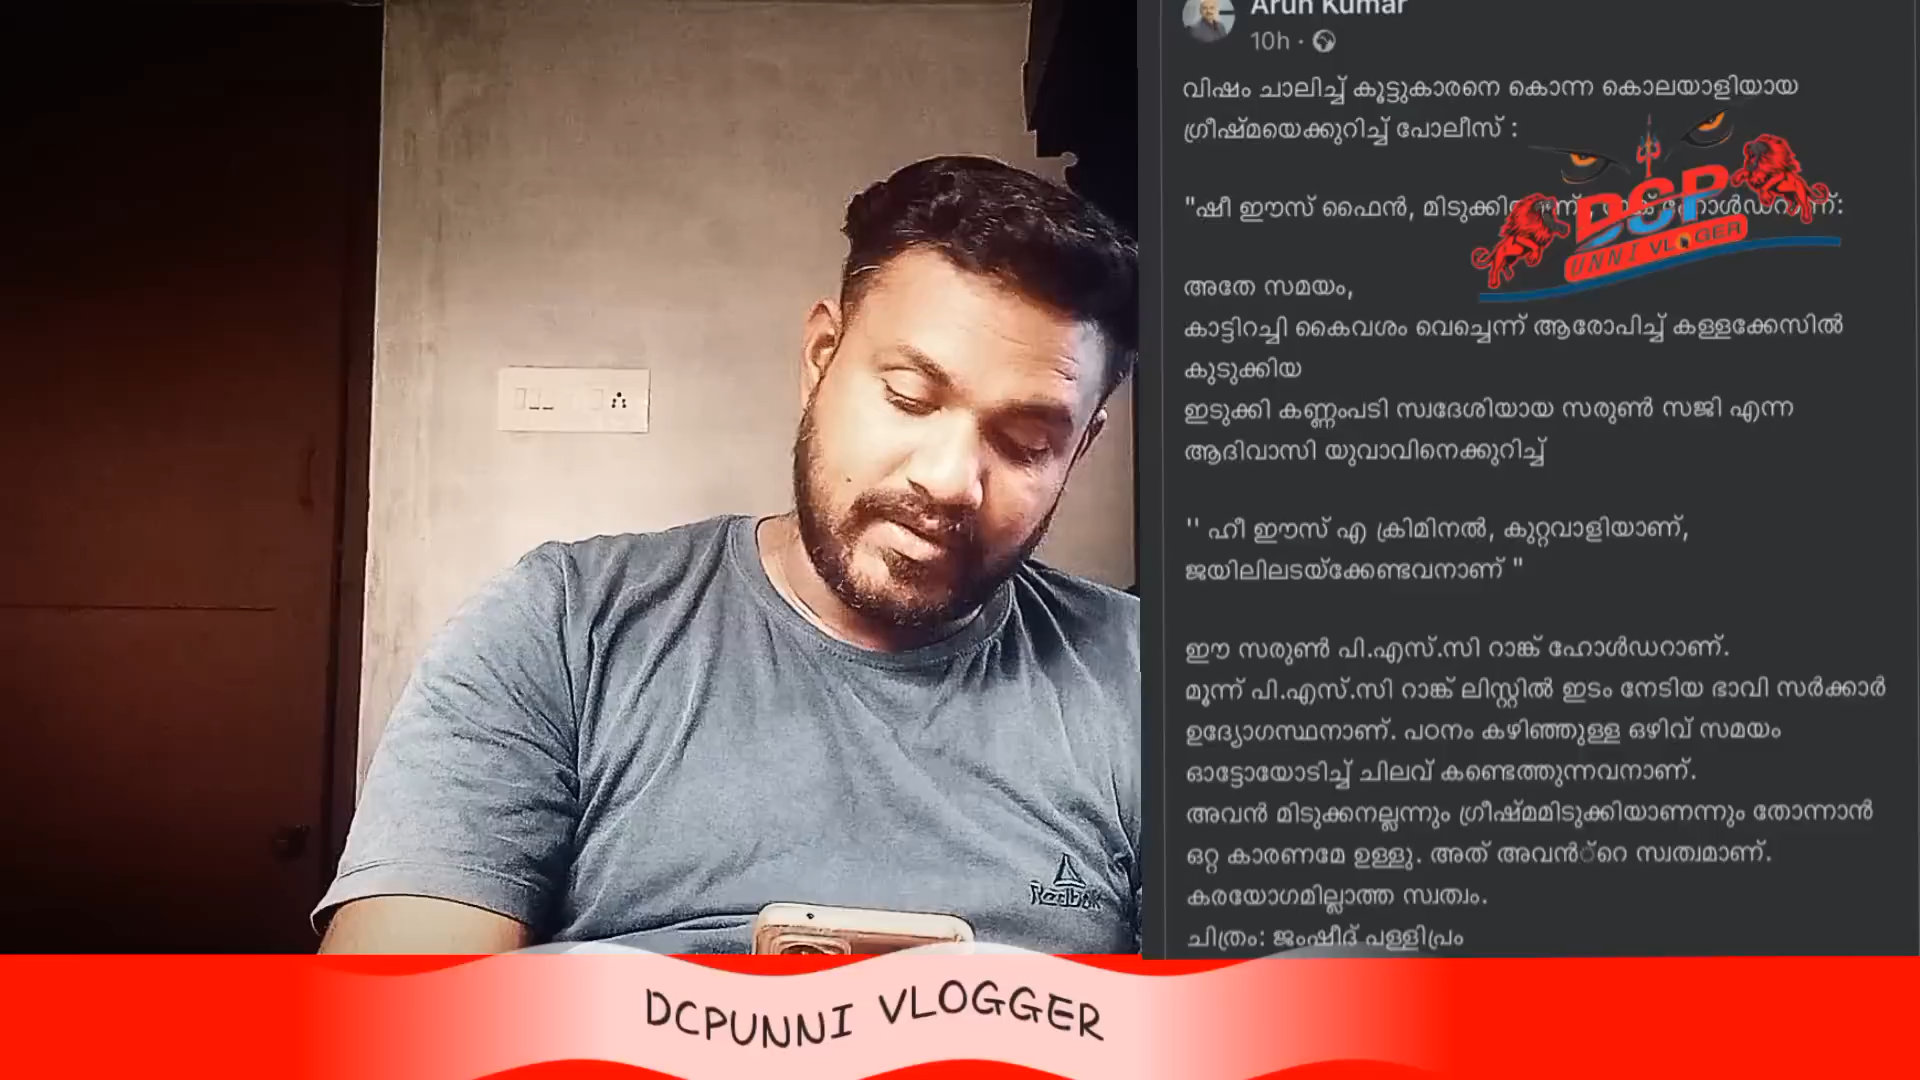 Arun Kumar
10h ·
വിഷം ചാലിച്ച് കൂട്ടുകാരനെ കൊന്ന കൊലയാളിയായ
ഗ്രീഷ്മയെക്കുറിച്ച് പോലീസ് :
"ഷീ ഈസ് ഫൈൻ,
അതേ സമയം,
കാട്ടിറച്ചി കൈവശം വെച്ചെന്ന് ആരോപിച്ച് കള്ളക്കേസിൽ
കുടുക്കിയ
ഇടുക്കി കണ്ണംപടി സ്വദേശിയായ സരുൺ സജി എന്ന
ആദിവാസി യുവാവിനെക്കുറിച്ച്
'' ഹീ ഈസ് എ ക്രിമിനൽ, കുറ്റവാളിയാണ്,
ജയിലിലടയ്ക്കേണ്ടവനാണ് "
ഈ സരുൺ പി.എസ്.സി റാങ്ക് ഹോൾഡറാണ്.
മൂന്ന് പി.എസ്.സി റാങ്ക് ലിസ്റ്റിൽ ഇടം നേടിയ ഭാവി സർക്കാർ
ഉദ്യോഗസ്ഥനാണ്. പഠനം കഴിഞ്ഞുള്ള ഒഴിവ് സമയം
ഓട്ടോയോടിച്ച് ചിലവ് കണ്ടെത്തുന്നവനാണ്.
അവൻ മിടുക്കനല്ലന്നും ഗ്രീഷ്മമിടുക്കിയാണന്നും തോന്നാൻ
ഒറ്റ കാരണമേ ഉള്ളു. അത് അവൻ്റെ സ്വത്വമാണ്.
കരയോഗമില്ലാത്ത സ്വത്വം.
ചിത്രം: ജംഷീദ് പള്ളിപ്രം
DCP
UNNI VLOGER
Reebok
DCPUNNI VLOGGER